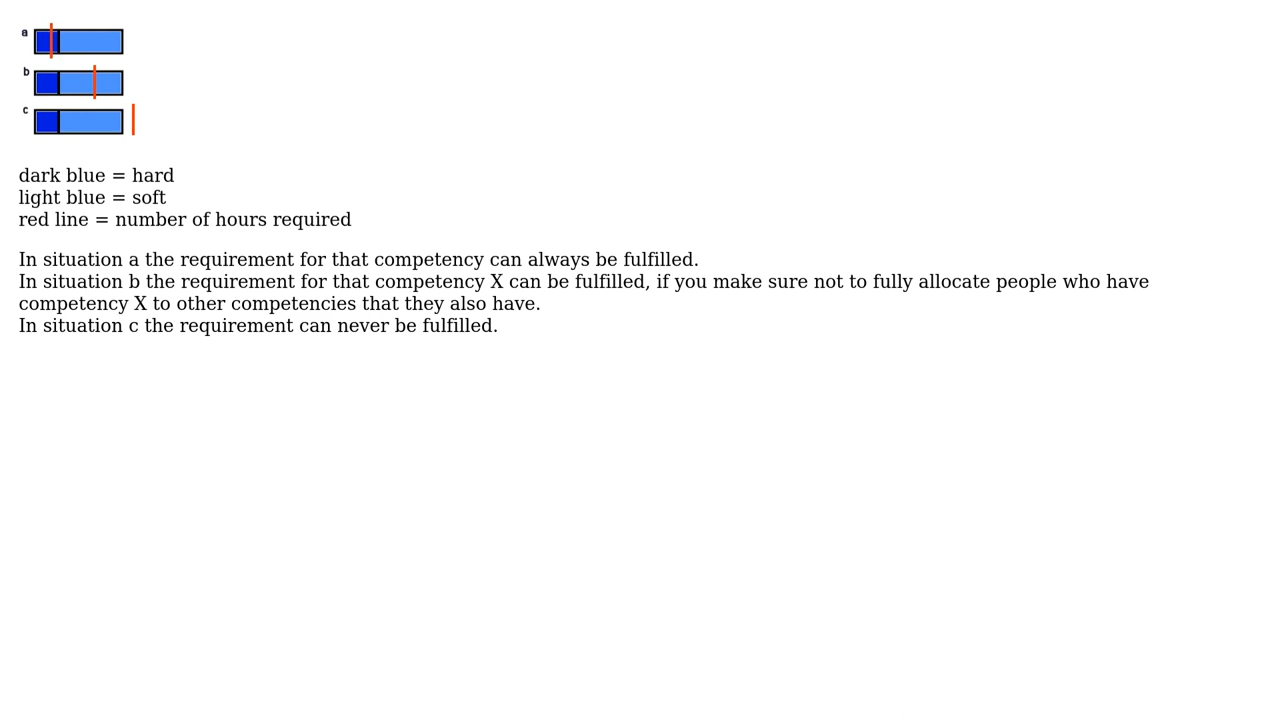 a
b
c
dark blue = hard
light blue = soft
red line = number of hours required
In situation a the requirement for that competency can always be fulfilled.
In situation b the requirement for that competency X can be fulfilled, if you make sure not to fully allocate people who have
competency X to other competencies that they also have.
In situation c the requirement can never be fulfilled.